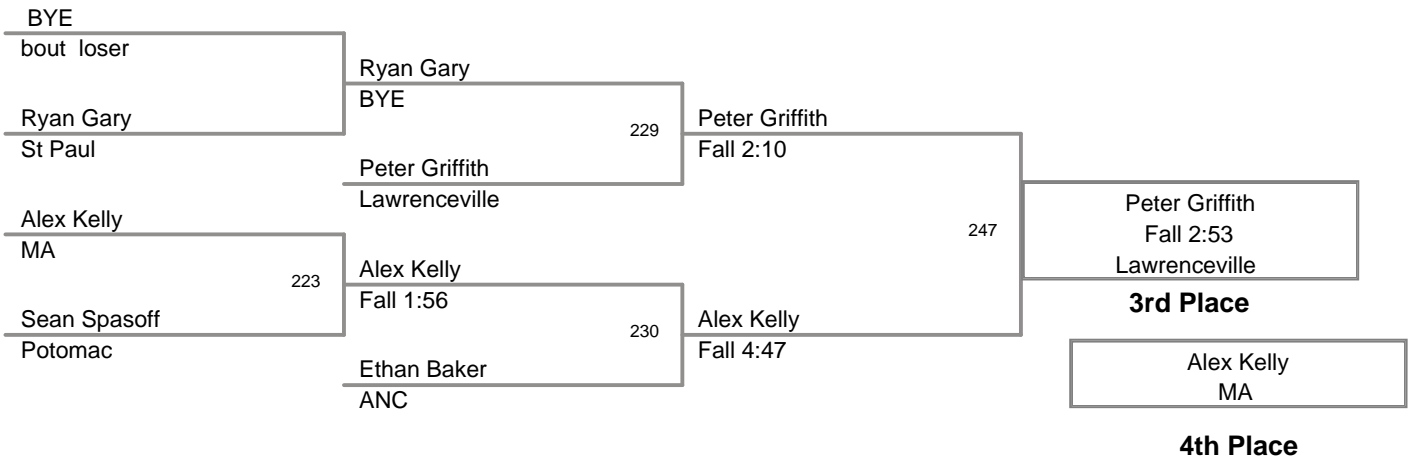 BYE
bout loser
Ryan Gary
BYE
Ryan Gary
St Paul
229
Peter Griffith
Fall 2:10
Peter Griffith
Lawrenceville
Alex Kelly
MA
247
Peter Griffith
Fall 2:53
Lawrenceville
223
Alex Kelly
Fall 1:56
3rd Place
Sean Spasoff
Potomac
230
Alex Kelly
Fall 4:47
Ethan Baker
ANC
Alex Kelly
MA
4th Place